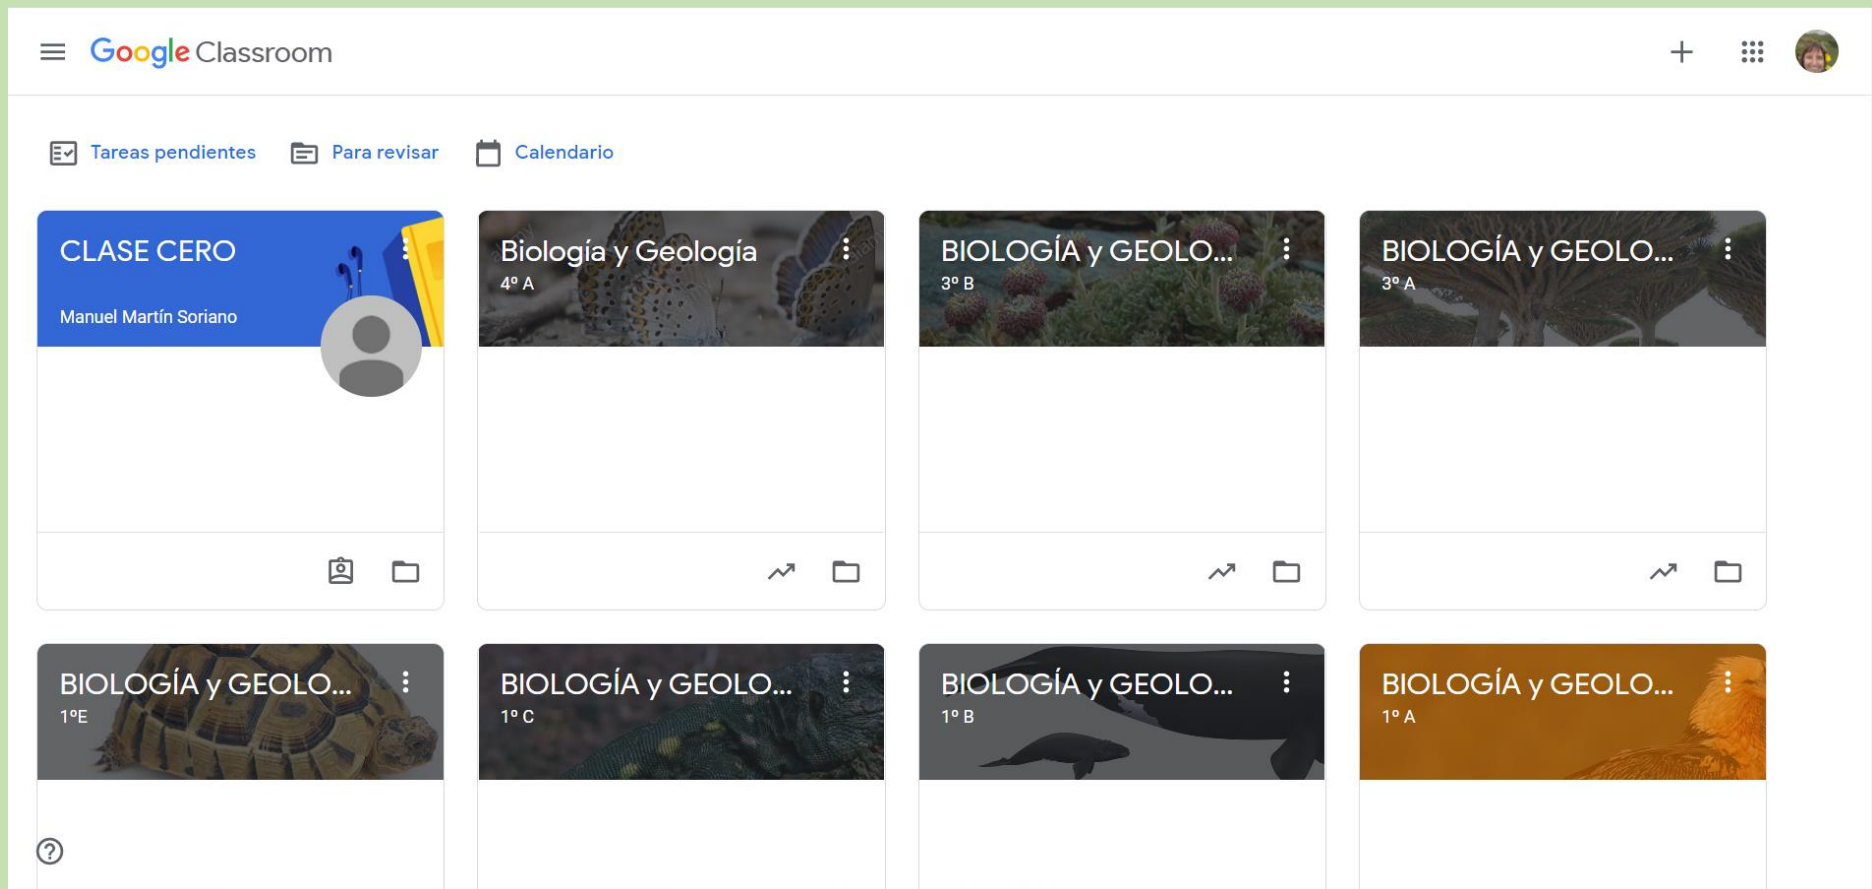 Google Classroom
Tareas pendientes
Para revisar
Calendario
CLASE CERO
Manuel Martín Soriano
Biología y Geología
4º A
BIOLOGÍA y GEOLO...
3º B
BIOLOGÍA y GEOLO...
3º A
BIOLOGÍA y GEOLO...
1ºE
BIOLOGÍA y GEOLO...
1º C
BIOLOGÍA y GEOLO...
1º B
BIOLOGÍA y GEOLO...
1º A